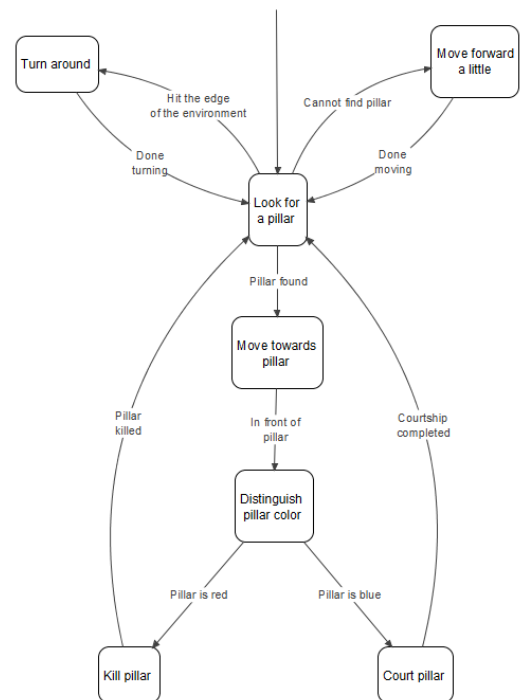 Turn around
Move forward
a little
Hit the edge
of the environment
Cannot find pillar
Done
turning
Done
moving
Look for
a pillar
Pillar found
Move towards
pillar
Pillar
killed
In front of
pillar
Courtship
completed
Distinguish
pillar color
Pillar is red
Pillar is blue
Kill pillar
Court pillar